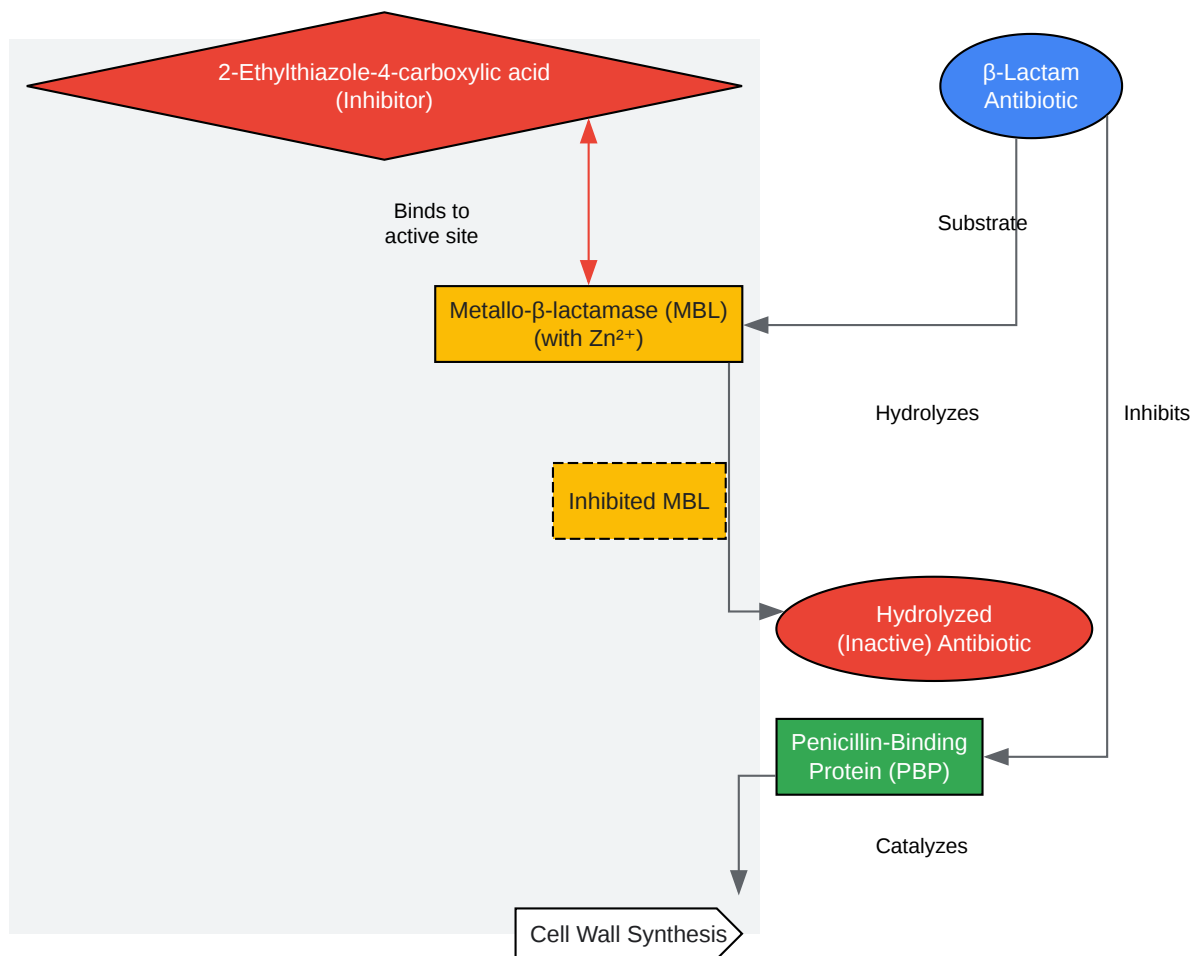 2-Ethylthiazole-4-carboxylic acid
(Inhibitor)
β-Lactam
Antibiotic
Binds to
active site
Substrate
Metallo-β-lactamase (MBL)
(with Zn²⁺)
Hydrolyzes
Inhibits
Inhibited MBL
Hydrolyzed
(Inactive) Antibiotic
Penicillin-Binding
Protein (PBP)
Catalyzes
Cell Wall Synthesis